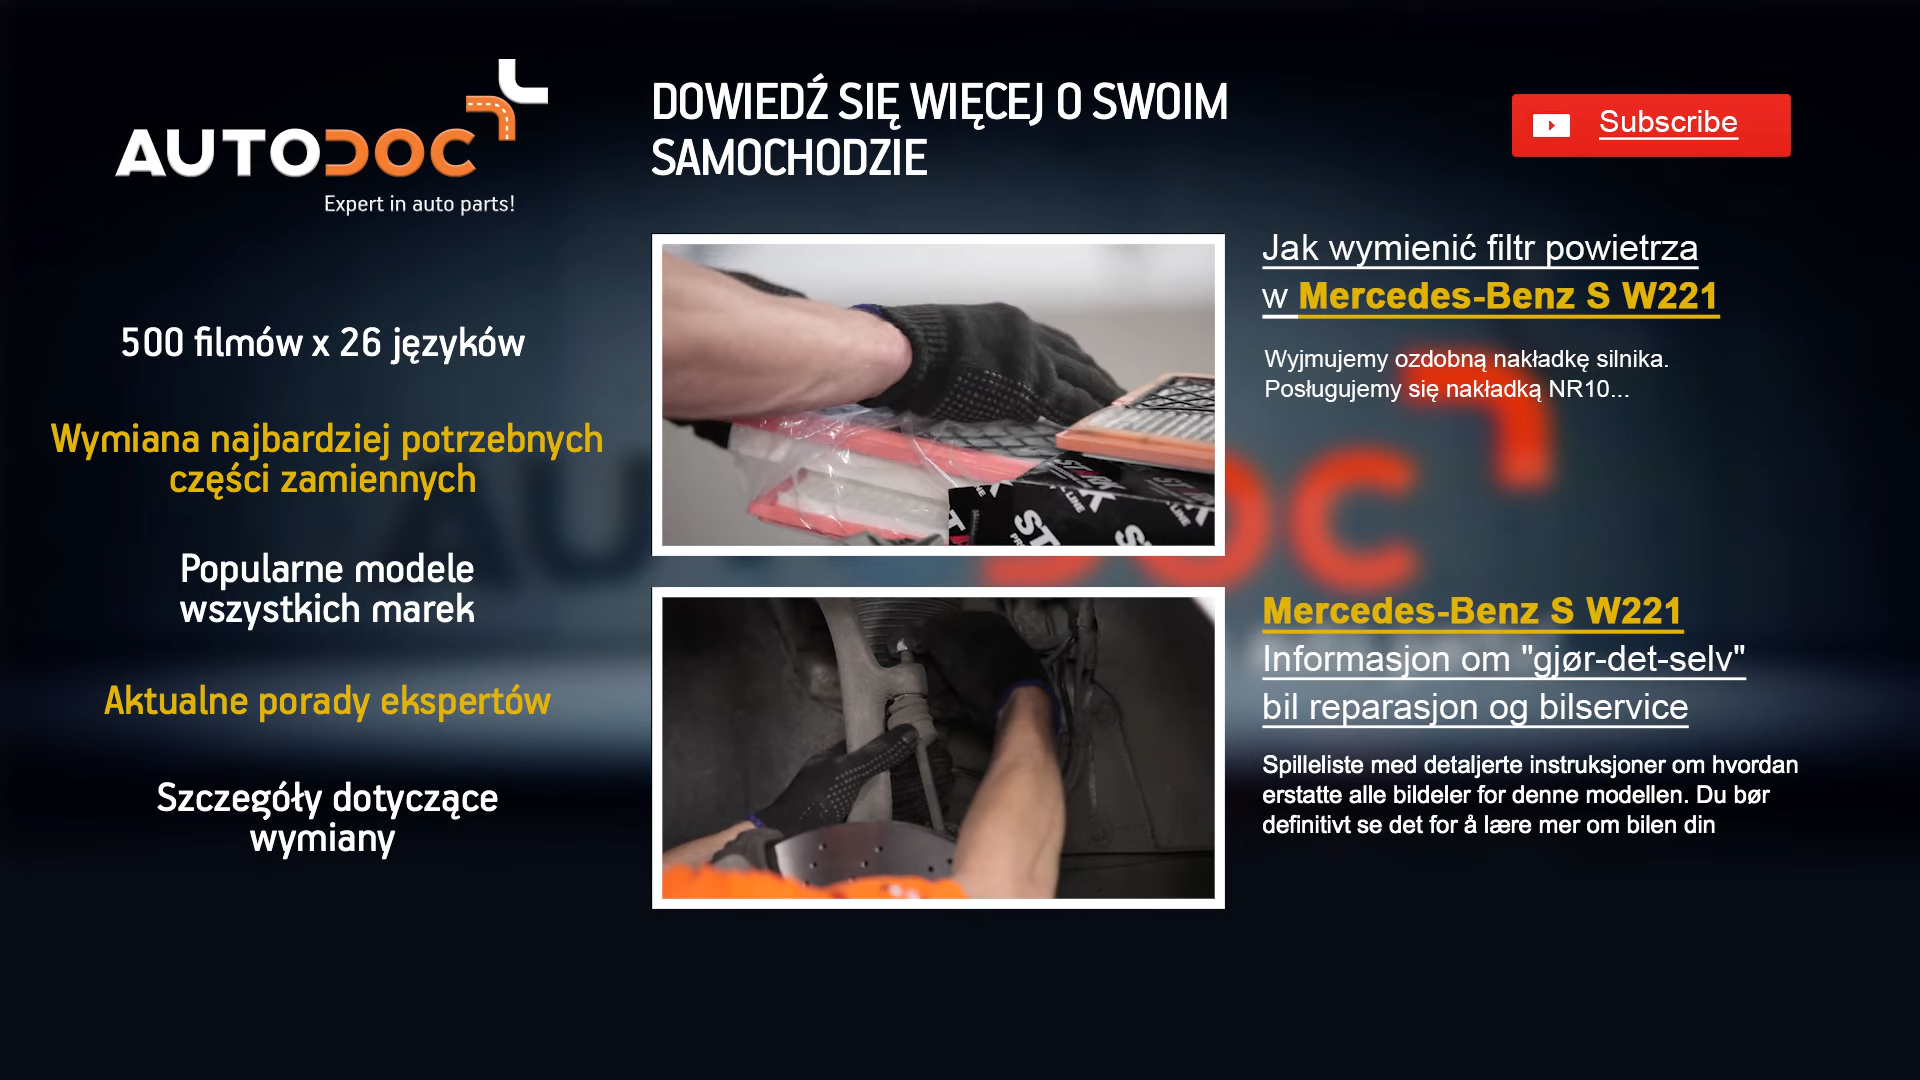 AUTODOC
Expert in auto parts!
500 filmów x 26 języków
Wymiana najbardziej potrzebnych
części zamiennych
Popularne modele
wszystkich marek
Aktualne porady ekspertów
Szczegóły dotyczące
wymiany
DOWIEDŹ SIĘ WIĘCEJ O SWOIM
SAMOCHODZIE
Subscribe
Jak wymienić filtr powietrza
w Mercedes-Benz S W221
Wyjmujemy ozdobną nakładkę silnika.
Posługujemy się nakładką NR10...
Mercedes-Benz S W221
Informasjon om "gjør-det-selv"
bil reparasjon og bilservice
Spilleliste med detaljerte instruksjoner om hvordan
erstatte alle bildeler for denne modellen. Du bør
definitivt se det for å lære mer om bilen din